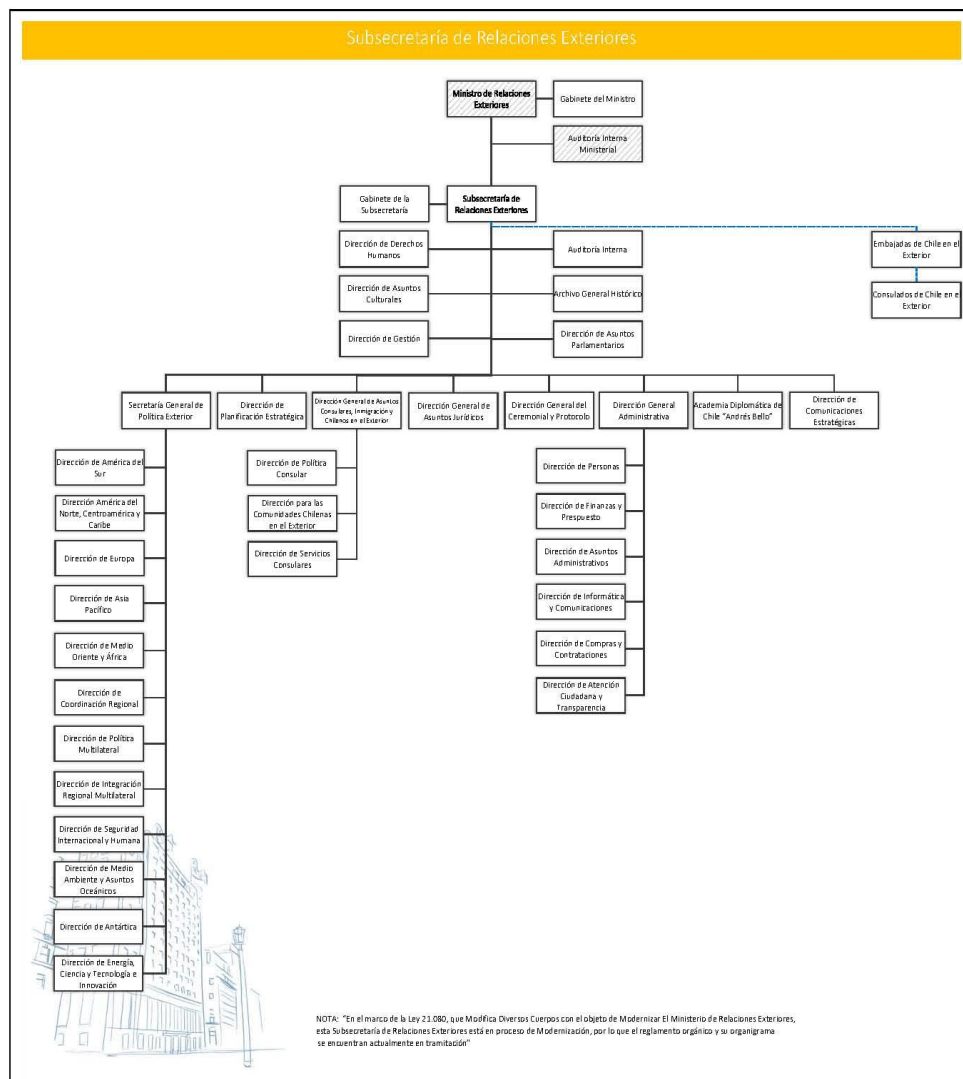 Subsecretaría de Relaciones Exteriores
Ministro de Relaciones
Exteriores
Gabinete del Ministro
Auditoría Interna
Ministerial
Gabinete de la
Subsecretaría
Subsecretaría de
Relaciones Exteriores
Dirección de Derechos
Humanos
Auditoría Interna
Embajadas de Chile en el
Exterior
Dirección de Asuntos
Culturales
Archivo General Histórico
Consulados de Chile en el
Exterior
Dirección de Gestión
Dirección de Asuntos
Parlamentarios
Secretaría General de
Política Exterior
Dirección de
Planificación Estratégica
Dirección General de Asuntos
Consulares, Inmigración y
Chilenos en el Exterior
Dirección General de
Asuntos Jurídicos
Dirección General del
Ceremonial y Protocolo
Dirección General
Administrativa
Academia Diplomática de
Chile "Andrés Bello"
Dirección de
Comunicaciones
Estratégicas
Dirección de América del
Sur
Dirección América del
Norte, Centroamérica y
Caribe
Dirección de Europa
Dirección de Asia
Pacífico
Dirección de Medio
Oriente y África
Dirección de
Coordinación Regional
Dirección de Política
Multilateral
Dirección de Integración
Regional Multilateral
Dirección de Seguridad
Internacional y Humana
Dirección de Medio
Ambiente y Asuntos
Oceánicos
Dirección de Antártica
Dirección de Energía,
Ciencia y Tecnología e
Innovación
Dirección de Política
Consular
Dirección para las
Comunidades Chilenas
en el Exterior
Dirección de Servicios
Consulares
Dirección de Personas
Dirección de Finanzas y
Prespuesto
Dirección de Asuntos
Administrativos
Dirección de Informática
y Comunicaciones
Dirección de Compras y
Contrataciones
Dirección de Atención
Ciudadana y
Transparencia
NOTA: "En el marco de la Ley 21.080, que Modifica Diversos Cuerpos con el objeto de Modernizar El Ministerio de Relaciones Exteriores,
esta Subsecretaría de Relaciones Exteriores está en proceso de Modernización, por lo que el reglamento orgánico y su organigrama
se encuentran actualmente en tramitación"